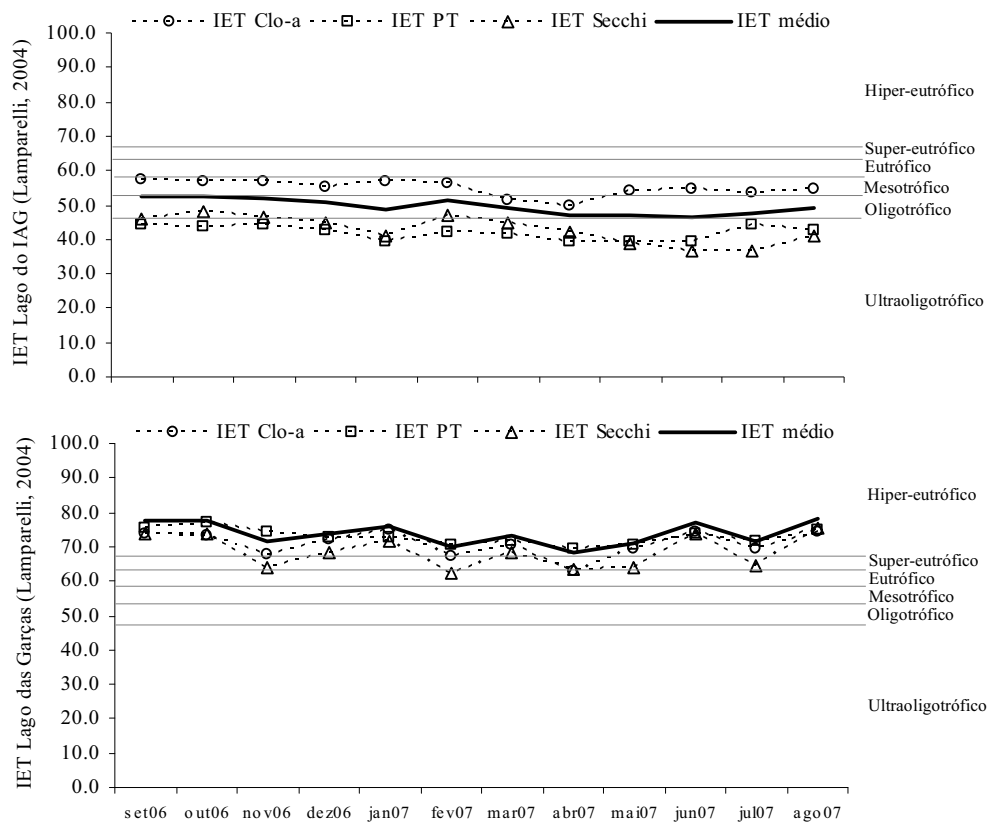 IET Clo-a IET PT IET Secchi IET médio
IET Lago do IAG (Lamparelli, 2004)
100.0
90.0
80.0
70.0
60.0
50.0
40.0
30.0
20.0
10.0
0.0
Hiper-eutrófico
Super-eutrófico
Eutrófico
Mesotrófico
Oligotrófico
Ultraoligotrófico
IET Clo-a IET PT IET Secchi IET médio
IET Lago das Garças (Lamparelli, 2004)
100.0
90.0
80.0
70.0
60.0
50.0
40.0
30.0
20.0
10.0
0.0
Hiper-eutrófico
Super-eutrófico
Eutrófico
Mesotrófico
Oligotrófico
Ultraoligotrófico
set06 out06 nov06 dez06 jan07 fev07 mar07 abr07 mai07 jun07 jul07 ago07